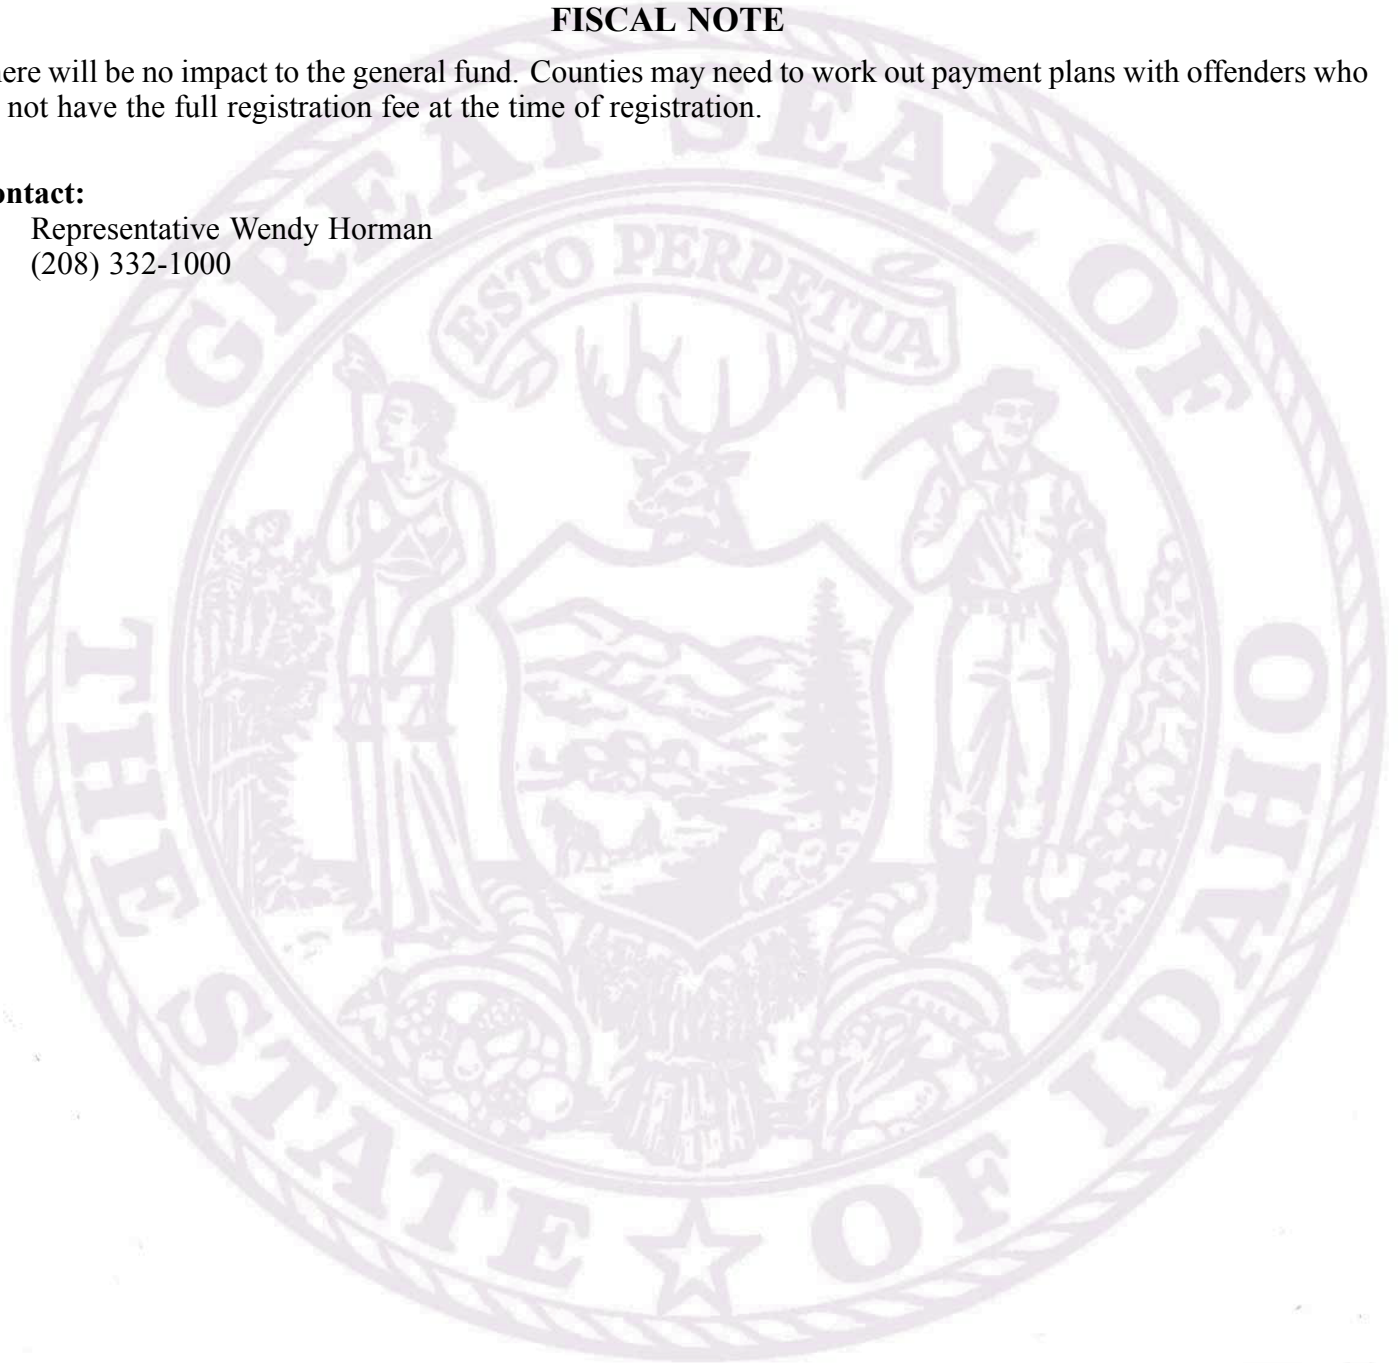 FISCAL NOTE
here will be no impact to the general fund. Counties may need to work out payment plans with offenders who
not have the full registration fee at the time of registration.
ontact:
Representative Wendy Horman
(208) 332-1000
GREAT SEAL OF
ESTO PERPETUA
THE
IDAHO
STATE OF IDAHO